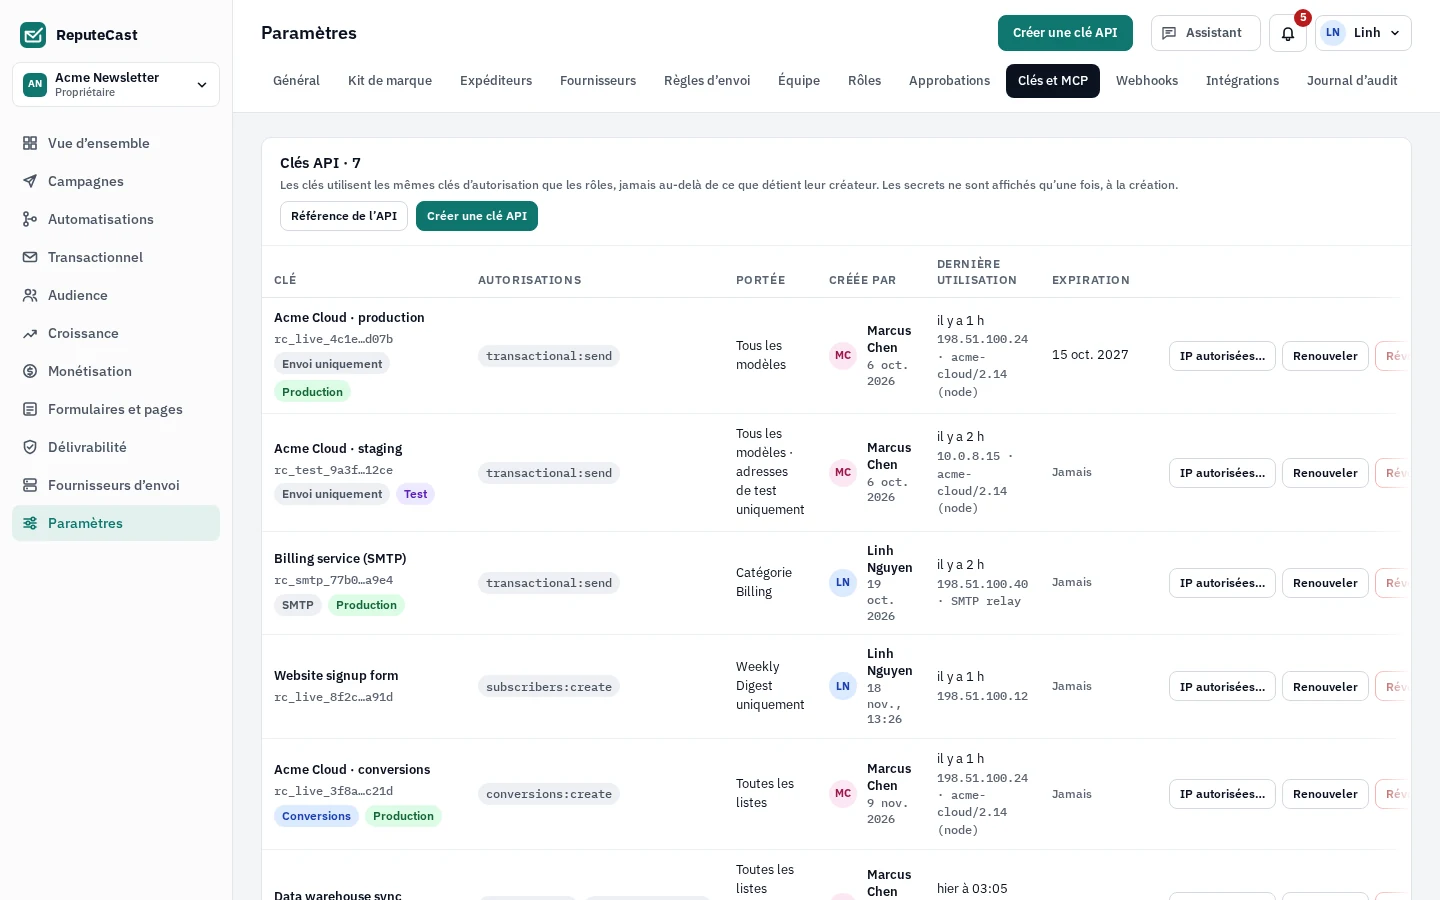 ReputeCast
AN
Acme Newsletter
Propriétaire
Vue d’ensemble
Campagnes
Automatisations
Transactionnel
Audience
Croissance
Monétisation
Formulaires et pages
Délivrabilité
Fournisseurs d’envoi
Paramètres
Paramètres
Créer une clé API
Assistant
5
LN
Linh
Général
Kit de marque
Expéditeurs
Fournisseurs
Règles d’envoi
Équipe
Rôles
Approbations
Clés et MCP
Webhooks
Intégrations
Journal d’audit
Clés API · 7
Les clés utilisent les mêmes clés d’autorisation que les rôles, jamais au-delà de ce que détient leur créateur. Les secrets ne sont affichés qu’une fois, à la création.
Référence de l’API
Créer une clé API
CLÉ
AUTORISATIONS
PORTÉE
CRÉÉE PAR
DERNIÈRE
UTILISATION
EXPIRATION
Acme Cloud · production
rc_live_4c1e…d07b
Envoi uniquement
Production
transactional:send
Tous les
modèles
MC
Marcus
Chen
6 oct.
2026
il y a 1 h
198.51.100.24
· acme-
cloud/2.14
(node)
15 oct. 2027
IP autorisées…
Renouveler
Acme Cloud · staging
rc_test_9a3f…12ce
Envoi uniquement
Test
transactional:send
Tous les
modèles ·
adresses
de test
uniquement
MC
Marcus
Chen
6 oct.
2026
il y a 2 h
10.0.8.15 ·
acme-
cloud/2.14
(node)
Jamais
IP autorisées…
Renouveler
Billing service (SMTP)
rc_smtp_77b0…a9e4
SMTP
Production
transactional:send
Catégorie
Billing
LN
Linh
Nguyen
19
oct.
2026
il y a 2 h
198.51.100.40
· SMTP relay
Jamais
IP autorisées…
Renouveler
Website signup form
rc_live_8f2c…a91d
subscribers:create
Weekly
Digest
uniquement
LN
Linh
Nguyen
18
nov.,
13:26
il y a 1 h
198.51.100.12
Jamais
IP autorisées…
Renouveler
Acme Cloud · conversions
rc_live_3f8a…c21d
Conversions
Production
conversions:create
Toutes les
listes
MC
Marcus
Chen
9 nov.
2026
il y a 1 h
198.51.100.24
· acme-
cloud/2.14
(node)
Jamais
IP autorisées…
Renouveler
Data warehouse sync
Toutes les
listes
Marcus
Chen
hier à 03:05